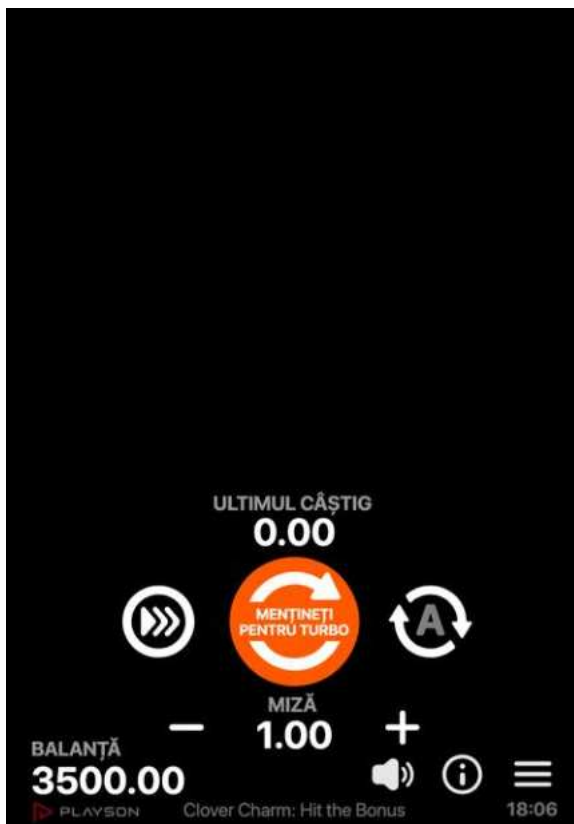 ULTIMUL CÂȘTIG
0.00
MENȚINEȚI
PENTRU TURBO
A
MIZĂ
1.00
BALANȚĂ
3500.00
PLAYSON
Clover Charm: Hit the Bonus
18:06